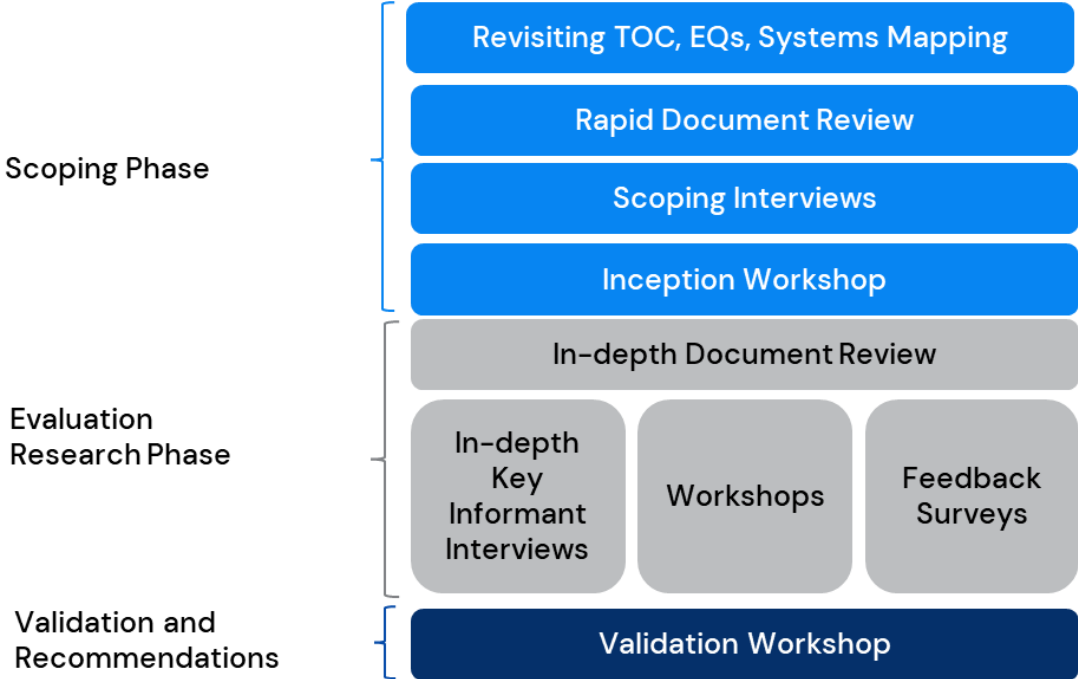 Scoping Phase
Revisiting TOC, EQs, Systems Mapping
Rapid Document Review
Scoping Interviews
Inception Workshop
Evaluation
Research Phase
In-depth Document Review
In-depth
Key
Informant
Interviews
Workshops
Feedback
Surveys
Validation and
Recommendations
Validation Workshop